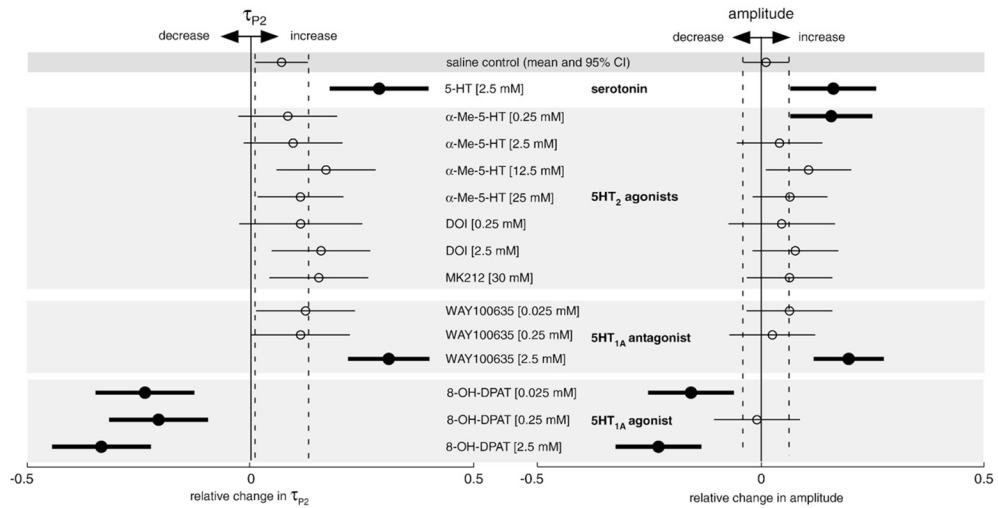 τP2 amplitude
decrease increase decrease increase
saline control (mean and 95% CI)
5-HT [2.5 mM] serotonin
α-Me-5-HT [0.25 mM]
α-Me-5-HT [2.5 mM]
α-Me-5-HT [12.5 mM]
α-Me-5-HT [25 mM] 5HT2 agonists
DOI [0.25 mM]
DOI [2.5 mM]
MK212 [30 mM]
WAY100635 [0.025 mM]
WAY100635 [0.25 mM] 5HT1A antagonist
WAY100635 [2.5 mM]
8-OH-DPAT [0.025 mM]
8-OH-DPAT [0.25 mM] 5HT1A agonist
8-OH-DPAT [2.5 mM]
-0.5 0 0.5 -0.5 0 0.5
relative change in τP2 relative change in amplitude